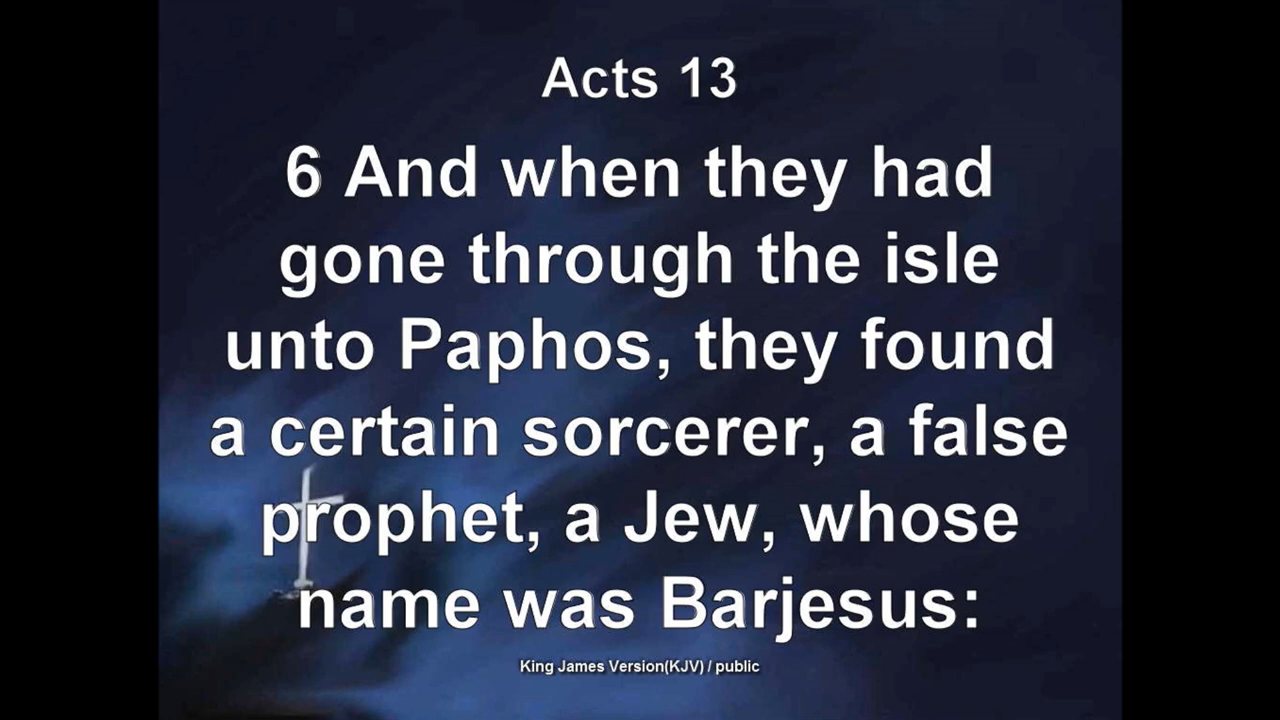 Acts 13
6 And when they had
gone through the isle
unto Paphos, they found
a certain sorcerer, a false
prophet, a Jew, whose
name was Barjesus:
King James Version(KJV) / public